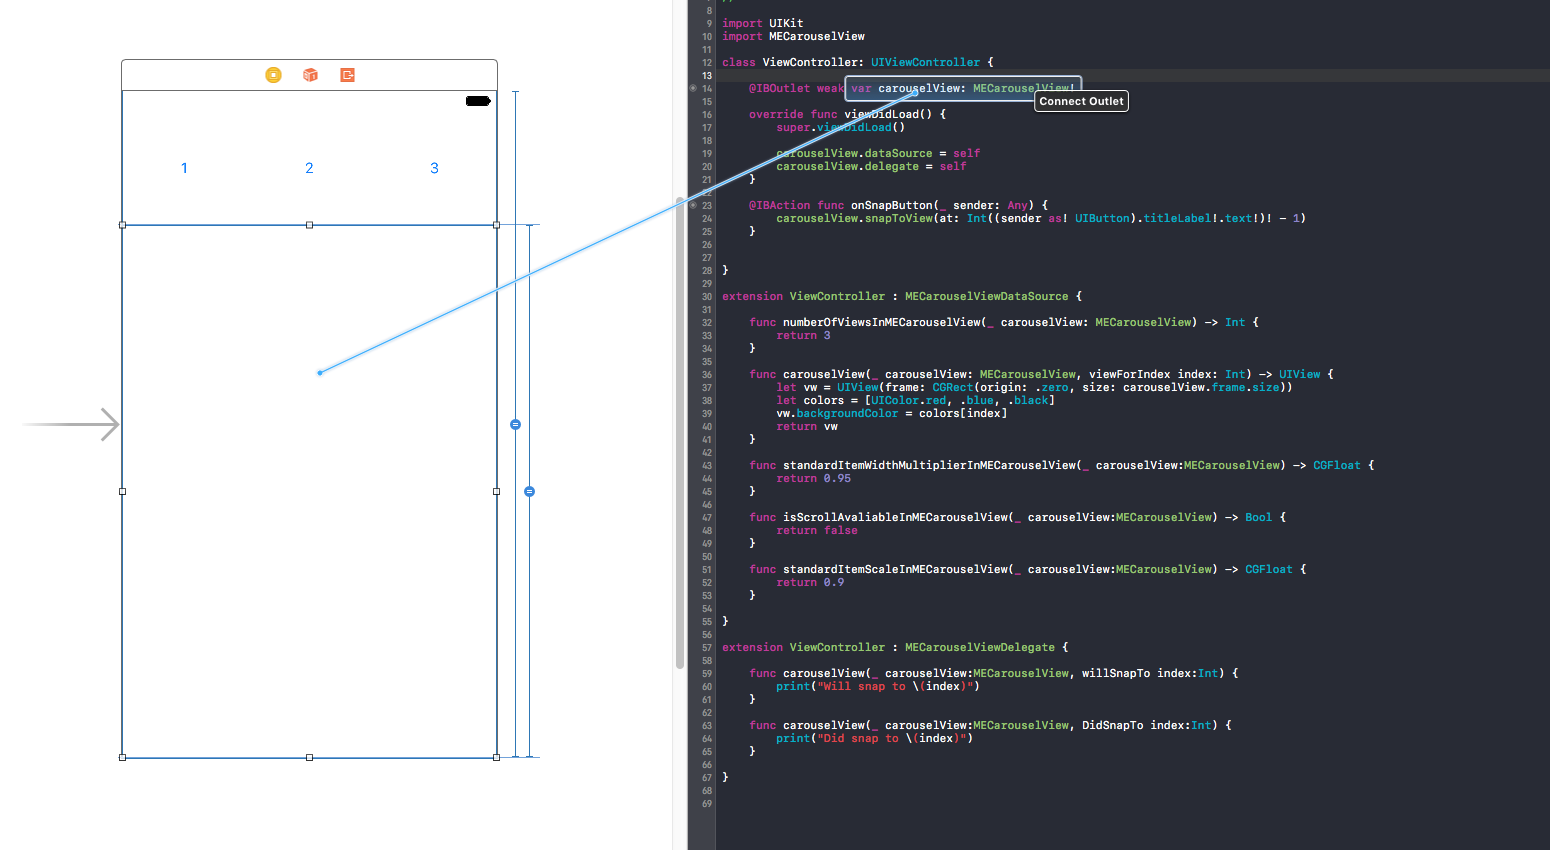 1
2
3
8
9 import UIKit
10 import MECarouselView
11
12 class ViewController: UIViewController {
13
14 @IBOutlet weak var carouselView: MECarouselView!
Connect Outlet
15
16 override func viewDidLoad() {
17 super.viewDidLoad()
18
19 carouselView.dataSource = self
20 carouselView.delegate = self
21 }
22
23 @IBAction func onSnapButton(_ sender: Any) {
24 carouselView.snapToView(at: Int((sender as! UIButton).titleLabel!.text!)! - 1)
25 }
26
27
28 }
29
30 extension ViewController : MECarouselViewDataSource {
31
32 func numberOfViewsInMECarouselView(_ carouselView: MECarouselView) -> Int {
33 return 3
34 }
35
36 func carouselView(_ carouselView: MECarouselView, viewForIndex index: Int) -> UIView {
37 let vw = UIView(frame: CGRect(origin: .zero, size: carouselView.frame.size))
38 let colors = [UIColor.red, .blue, .black]
39 vw.backgroundColor = colors[index]
40 return vw
41 }
42
43 func standardItemWidthMultiplierInMECarouselView(_ carouselView:MECarouselView) -> CGFloat {
44 return 0.95
45 }
46
47 func isScrollAvaliableInMECarouselView(_ carouselView:MECarouselView) -> Bool {
48 return false
49 }
50
51 func standardItemScaleInMECarouselView(_ carouselView:MECarouselView) -> CGFloat {
52 return 0.9
53 }
54
55 }
56
57 extension ViewController : MECarouselViewDelegate {
58
59 func carouselView(_ carouselView:MECarouselView, willSnapTo index:Int) {
60 print("Will snap to \(index)")
61 }
62
63 func carouselView(_ carouselView:MECarouselView, DidSnapTo index:Int) {
64 print("Did snap to \(index)")
65 }
66
67 }
68
69